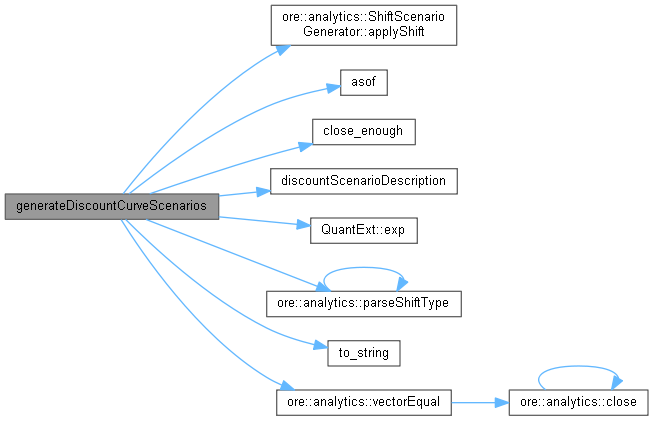 ore::analytics::ShiftScenario
Generator::applyShift
asof
close_enough
discountScenarioDescription
generateDiscountCurveScenarios
QuantExt::exp
ore::analytics::parseShiftType
to_string
ore::analytics::vectorEqual
ore::analytics::close